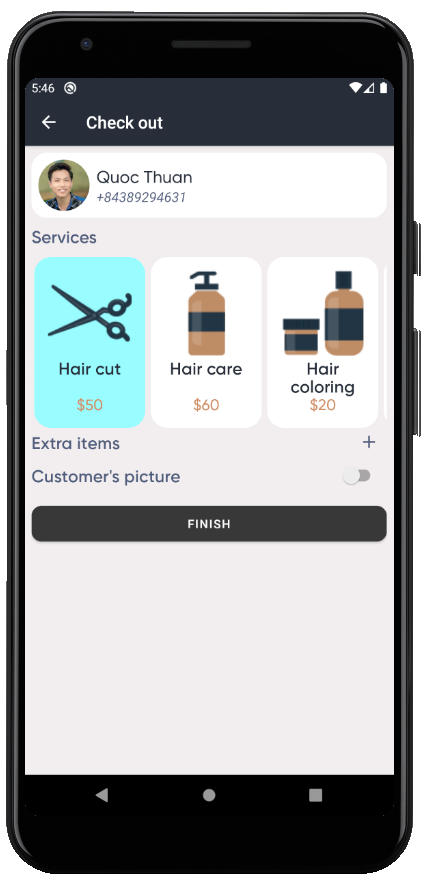 5:46
Check out
Quoc Thuan
+84389294631
Services
Hair cut
$50
Hair care
$60
Hair
coloring
$20
Extra items
Customer's picture
FINISH